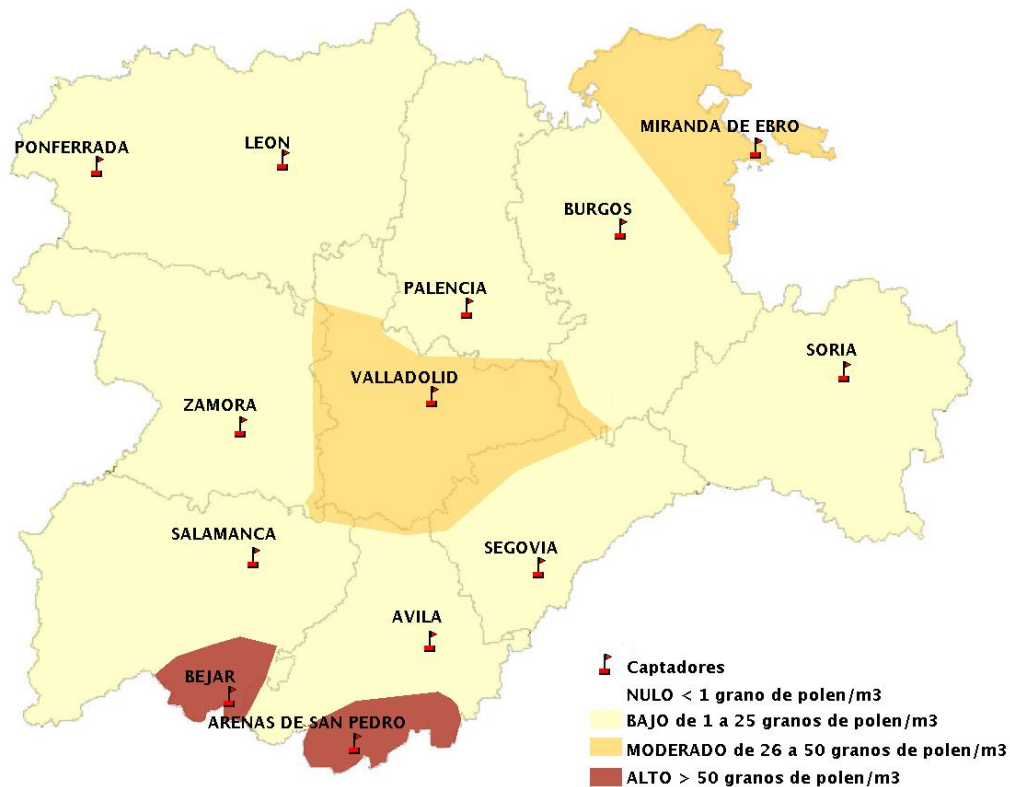 MIRANDA DE EBRO
PONFERRADA
LEON
BURGOS
PALENCIA
SORIA
VALLADOLID
ZAMORA
SALAMANCA
SEGOVIA
AVILA
BEJAR
ARENAS DE SAN PEDRO
Captadores
NULO < 1 grano de polen/m3
BAJO de 1 a 25 granos de polen/m3
MODERADO de 26 a 50 granos de polen/m3
ALTO > 50 granos de polen/m3